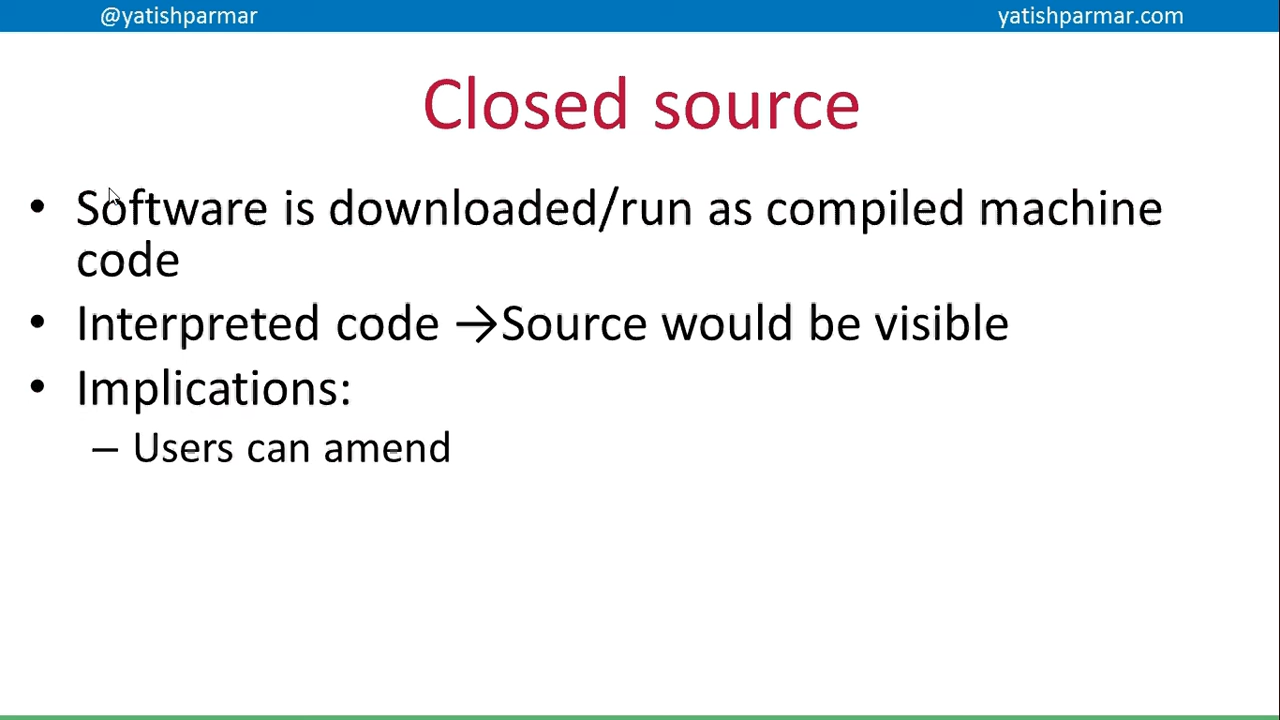 @yatishparmar yatishparmar.com
Closed source
• Software is downloaded/run as compiled machine
code
• Interpreted code →Source would be visible
• Implications:
– Users can amend